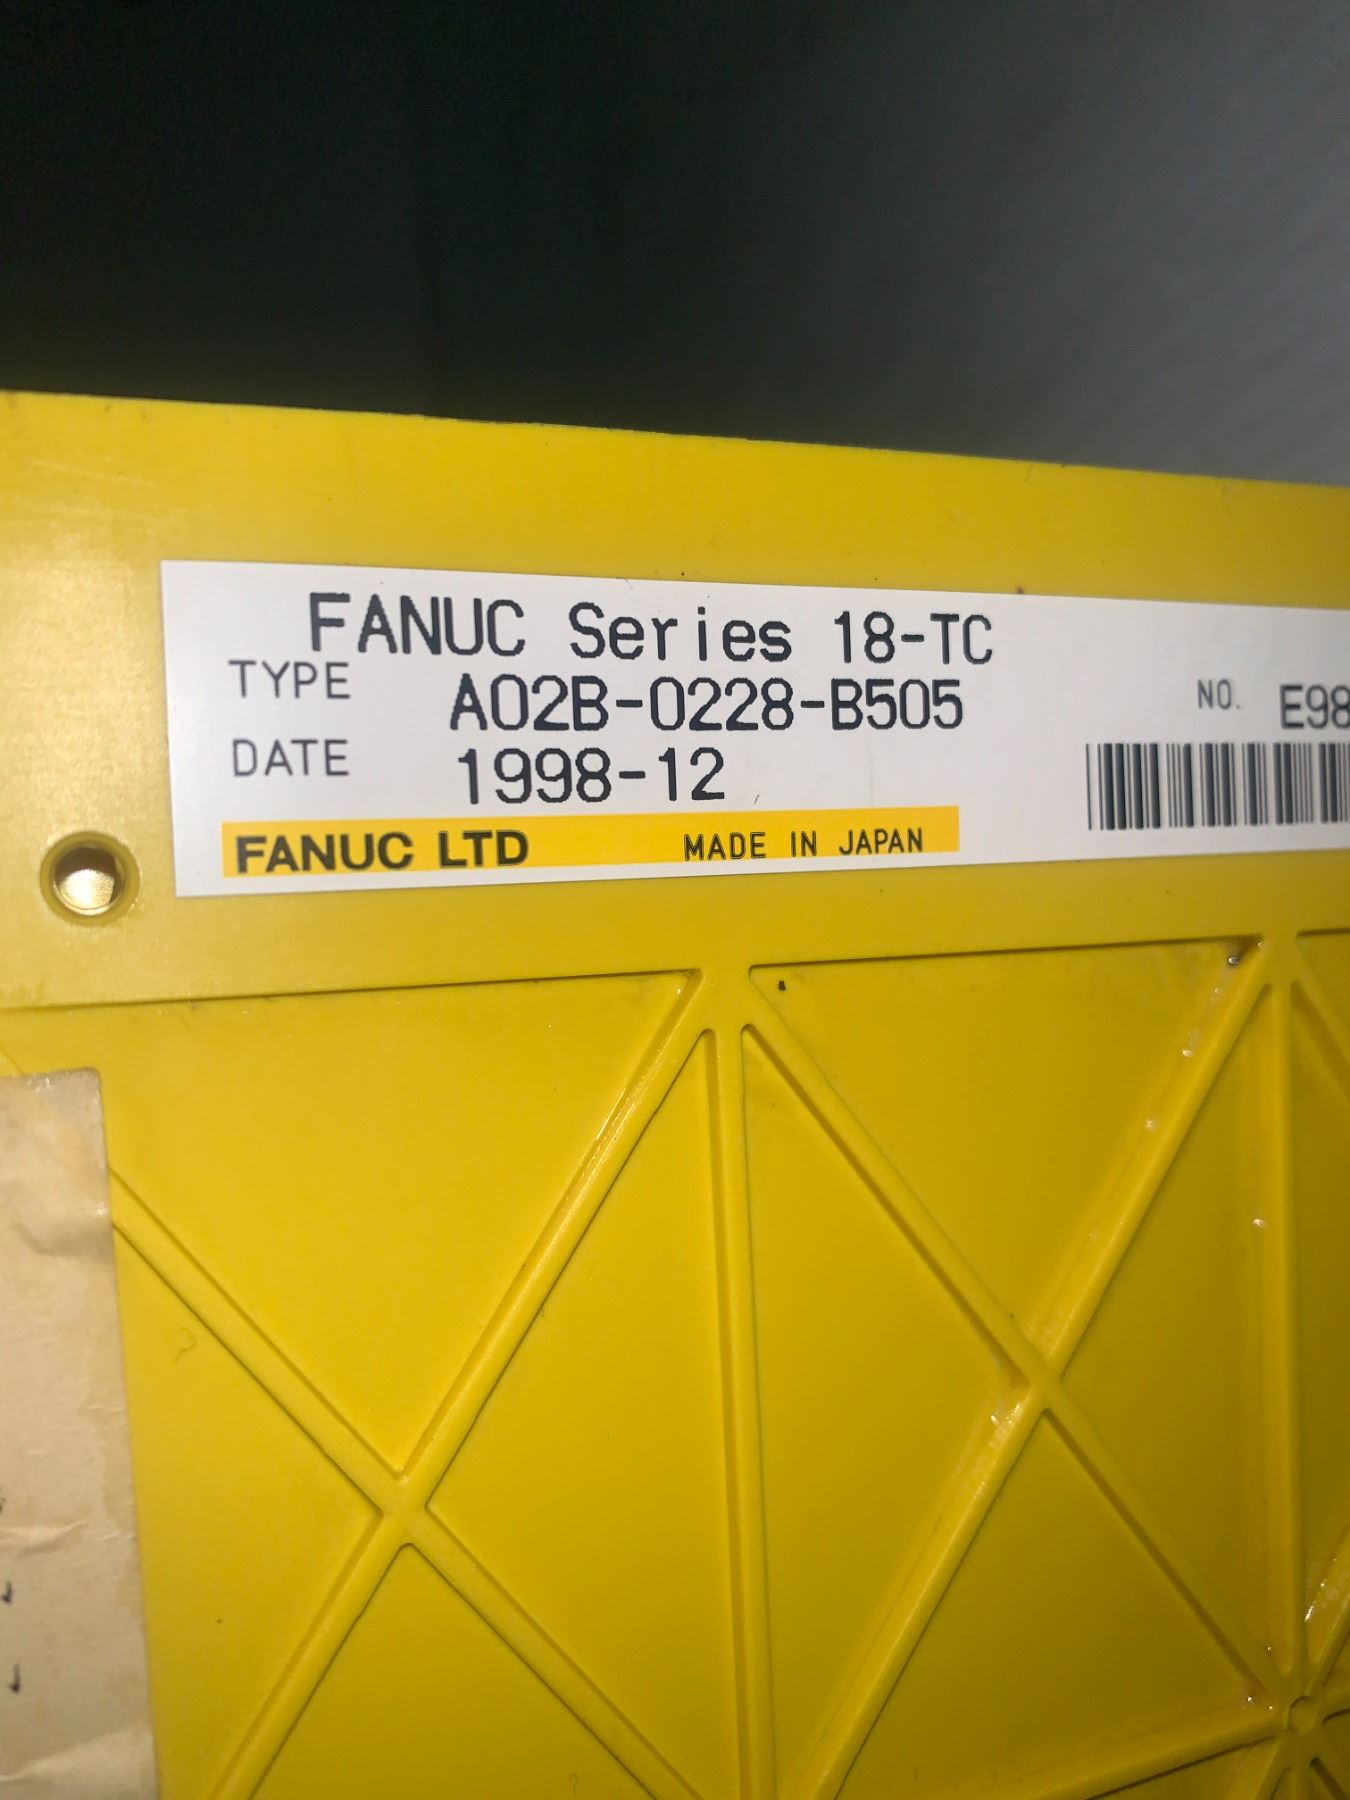 FANUC Series 18-TC
TYPE A02B-0228-B505 NO. E98
DATE 1998-12
FANUC LTD MADE IN JAPAN